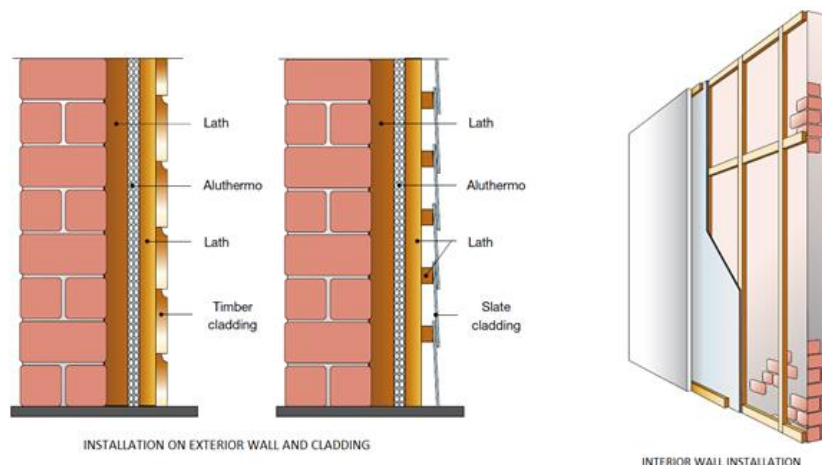 Lath
Aluthermo
Lath
Timber
cladding
Lath
Aluthermo
Lath
Slate
cladding
INSTALLATION ON EXTERIOR WALL AND CLADDING
INTERIOR WALL INSTALLATION